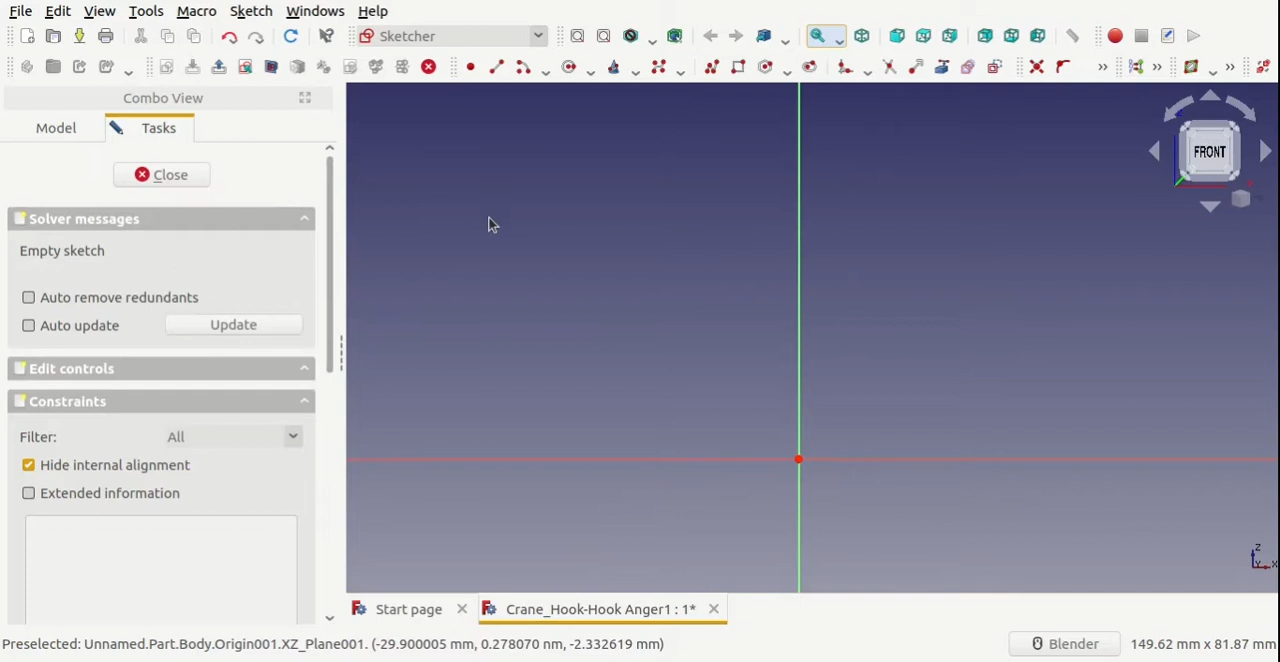 File Edit View Tools Macro Sketch Windows Help
Sketcher
Combo View
Model Tasks
FRONT
Close
Solver messages
Empty sketch
Auto remove redundants
Auto update Update
Edit controls
Constraints
Filter: All
Hide internal alignment
Extended information
Z
X
Start page Crane_Hook-Hook Anger1 : 1*
Preselected: Unnamed.Part.Body.Origin001.XZ_Plane001. (-29.900005 mm, 0.278070 nm, -2.332619 mm) Blender 149.62 mm x 81.87 mm